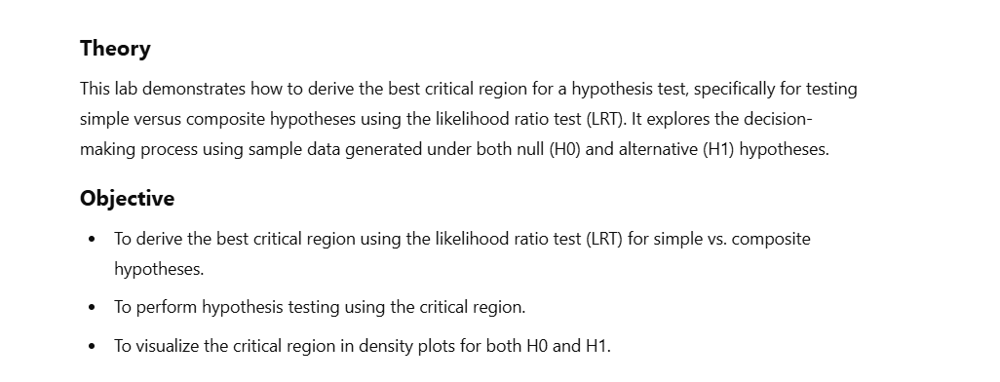 Theory
This lab demonstrates how to derive the best critical region for a hypothesis test, specifically for testing
simple versus composite hypotheses using the likelihood ratio test (LRT). It explores the decision-
making process using sample data generated under both null (H0) and alternative (H1) hypotheses.
Objective
• To derive the best critical region using the likelihood ratio test (LRT) for simple vs. composite
hypotheses.
• To perform hypothesis testing using the critical region.
• To visualize the critical region in density plots for both H0 and H1.